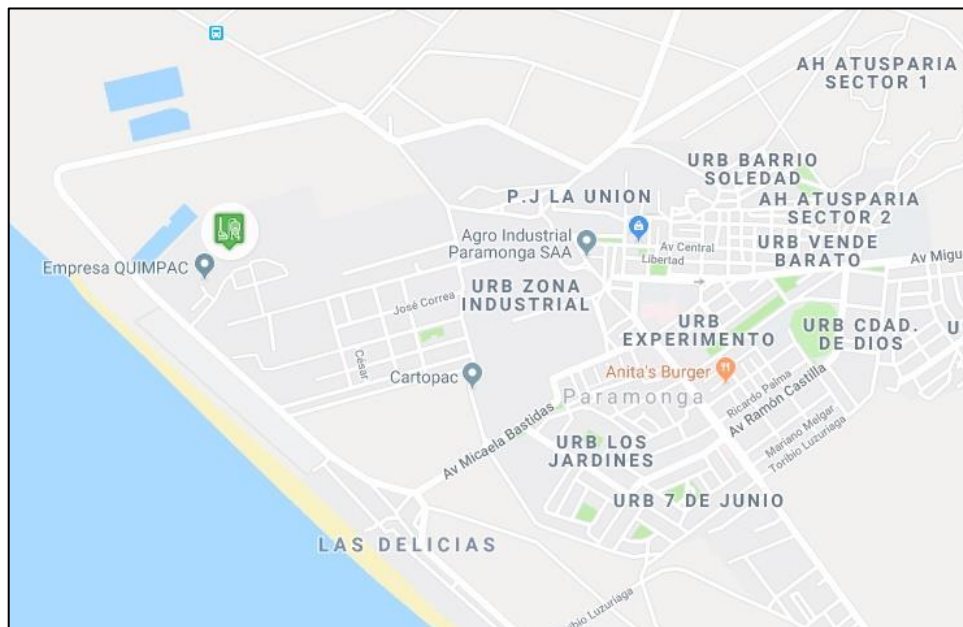 AH ATUSPARIA
SECTOR 1
URB BARRIO
SOLEDAD
P.J LA UNION
AH ATUSPARIA
SECTOR 2
Agro Industrial
Paramonga SAA
Av Central
Libertad
URB VENDE
BARATO
Av Migu
Empresa QUIMPAC
URB ZONA
INDUSTRIAL
José Correa
URB
EXPERIMENTO
URB CDAD.
DE DIOS
U
César
Cartopac
Anita's Burger
Paramonga
Ricardo Palma
Av Ramón Castilla
Av Micaela Bastidas
Mariano Melgar
Toribio Luzuriaga
URB LOS
JARDINES
URB 7 DE JUNIO
LAS DELICIAS
ribio Luzuriaga